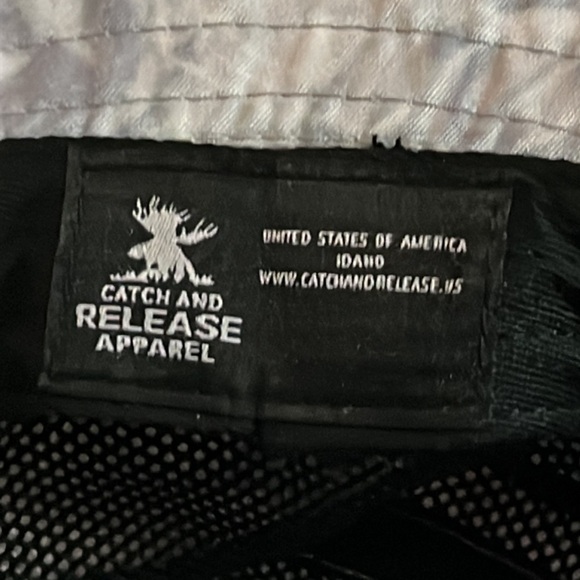 CATCH AND
RELEASE
APPAREL
UNITED STATES OF AMERICA
IDAHO
WWW.CATCHANDRELEASE.US